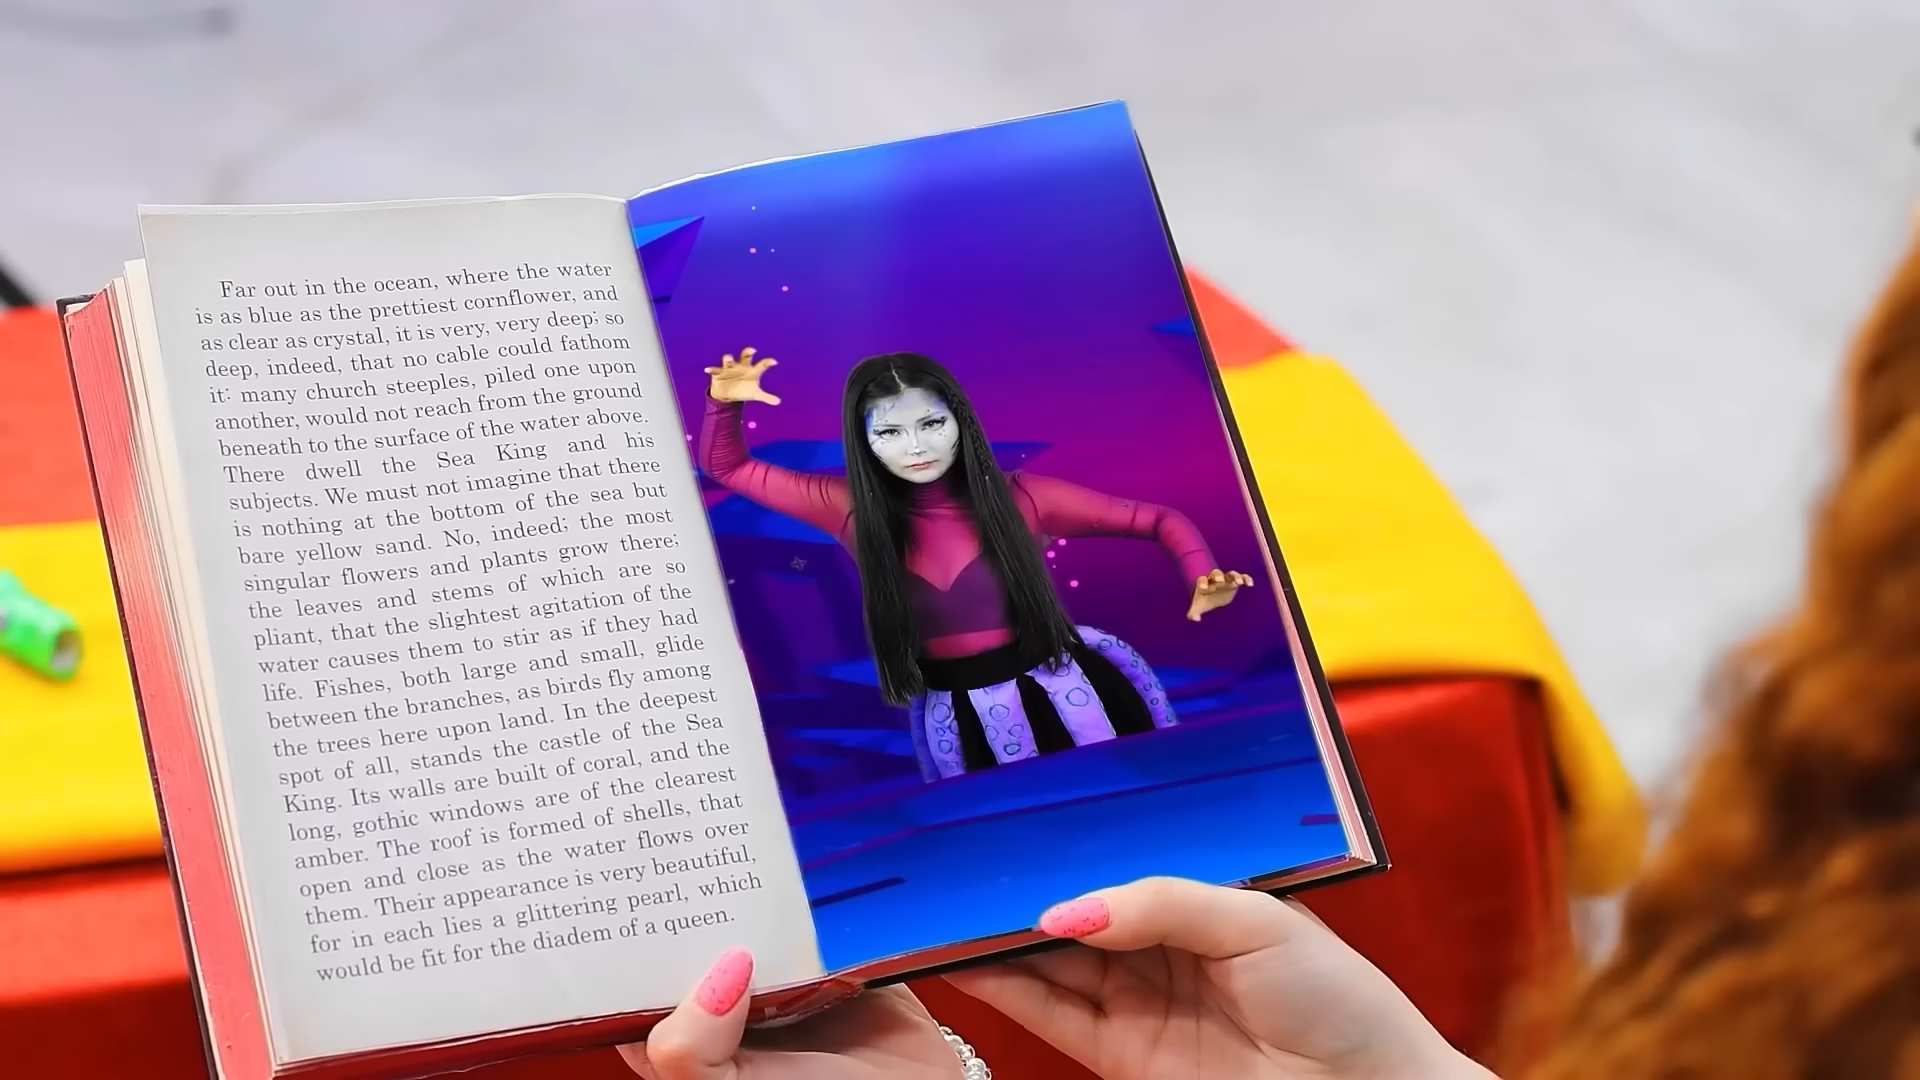 Far out in the ocean, where the water
is as blue as the prettiest cornflower, and
as clear as crystal, it is very, very deep; so
deep, indeed, that no cable could fathom
it: many church steeples, piled one upon
another, would not reach from the ground
beneath to the surface of the water above.
There dwell the Sea King and his
subjects. We must not imagine that there
is nothing at the bottom of the sea but
bare yellow sand. No, indeed; the most
singular flowers and plants grow there;
the leaves and stems of which are so
pliant, that the slightest agitation of the
water causes them to stir as if they had
life. Fishes, both large and small, glide
between the branches, as birds fly among
the trees here upon land. In the deepest
spot of all, stands the castle of the Sea
King. Its walls are built of coral, and the
long, gothic windows are of the clearest
amber. The roof is formed of shells, that
open and close as the water flows over
them. Their appearance is very beautiful,
for in each lies a glittering pearl, which
would be fit for the diadem of a queen.